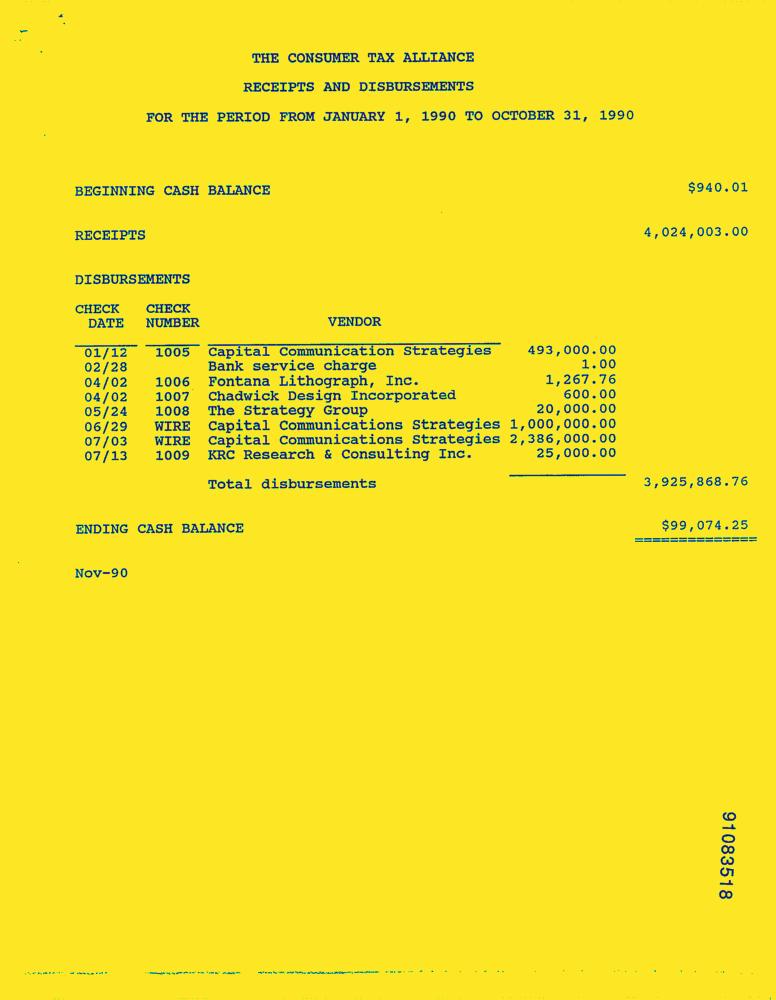 THE CONSUMER TAX ALLIANCE
RECEIPTS AND DISBURSEMENTS
FOR THE PERIOD FROM JANUARY 1, 1990 TO OCTOBER 31, 1990
BEGINNING CASH BALANCE $940.01
RECEIPTS 4,024,003.00
DISBURSEMENTS
CHECK CHECK
DATE NUMBER VENDOR
01/12 1005 Capital Communication Strategies 493,000.00
02/28 Bank service charge 1.00
04/02 1006 Fontana Lithograph, Inc. 1,267.76
04/02 1007 Chadwick Design Incorporated 600.00
05/24 1008 The Strategy Group 20,000.00
06/29 WIRE Capital Communications Strategies 1,000,000.00
07/03 WIRE Capital Communications Strategies 2,386,000.00
07/13 1009 KRC Research & Consulting Inc. 25,000.00
Total disbursements 3,925,868.76
ENDING CASH BALANCE $99,074.25
Nov-90
91083518